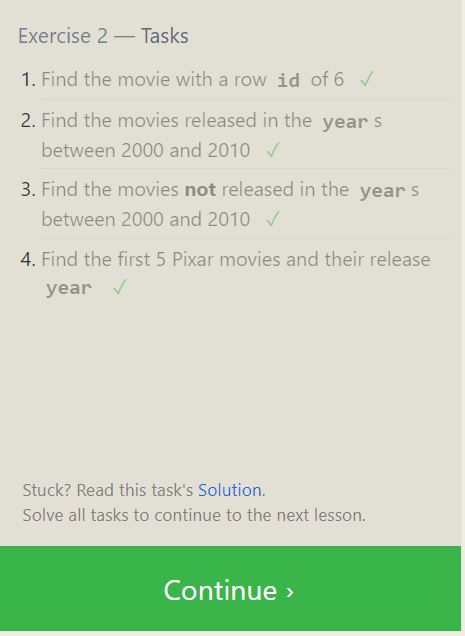 Exercise 2 — Tasks
1. Find the movie with a row id of 6 ✓
2. Find the movies released in the year s
between 2000 and 2010 ✓
3. Find the movies not released in the year s
between 2000 and 2010 ✓
4. Find the first 5 Pixar movies and their release
year ✓
Stuck? Read this task's Solution.
Solve all tasks to continue to the next lesson.
Continue ›